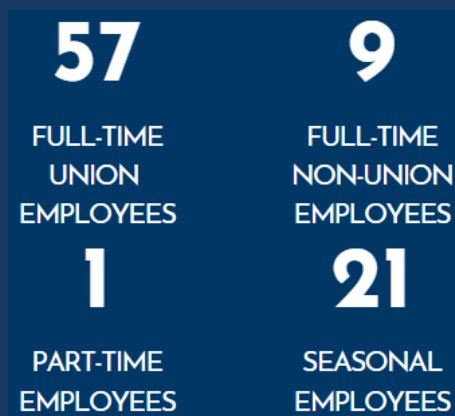 57
FULL-TIME
UNION
EMPLOYEES
9
FULL-TIME
NON-UNION
EMPLOYEES
1
PART-TIME
EMPLOYEES
21
SEASONAL
EMPLOYEES